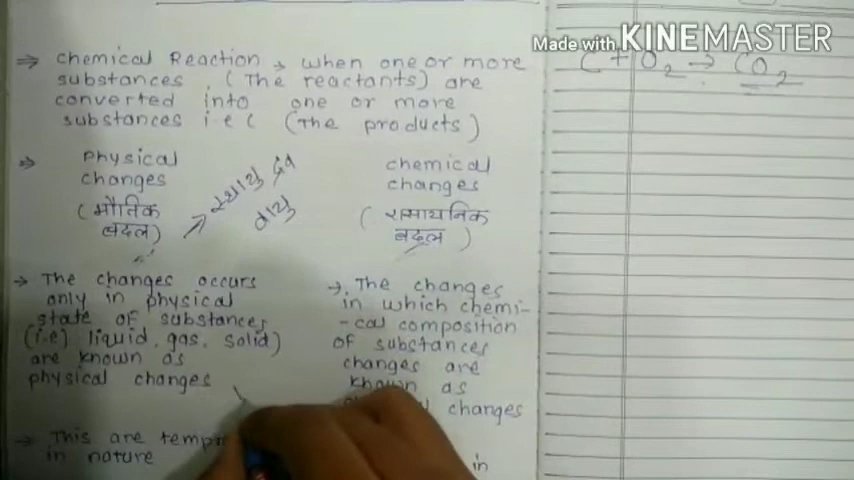 Made with KINEMASTER
⇒ chemical Reaction → when one or more
substances (The reactants) are
converted into one or more
substances i.e ( (The products)
C + O2 → CO2
⇒ Physical
changes
(भौतिक
बदल)
स्थायु द्रव
वायु
chemical
changes
(रासायनिक
बदल)
→ The changes occurs
only in physical
state of substances
(i.e) liquid, gas, solid)
are known as
physical changes
→ This are
in nature
→ The changes
in which chemi-
-cal composition
of substances
changes are
known as
changes
in